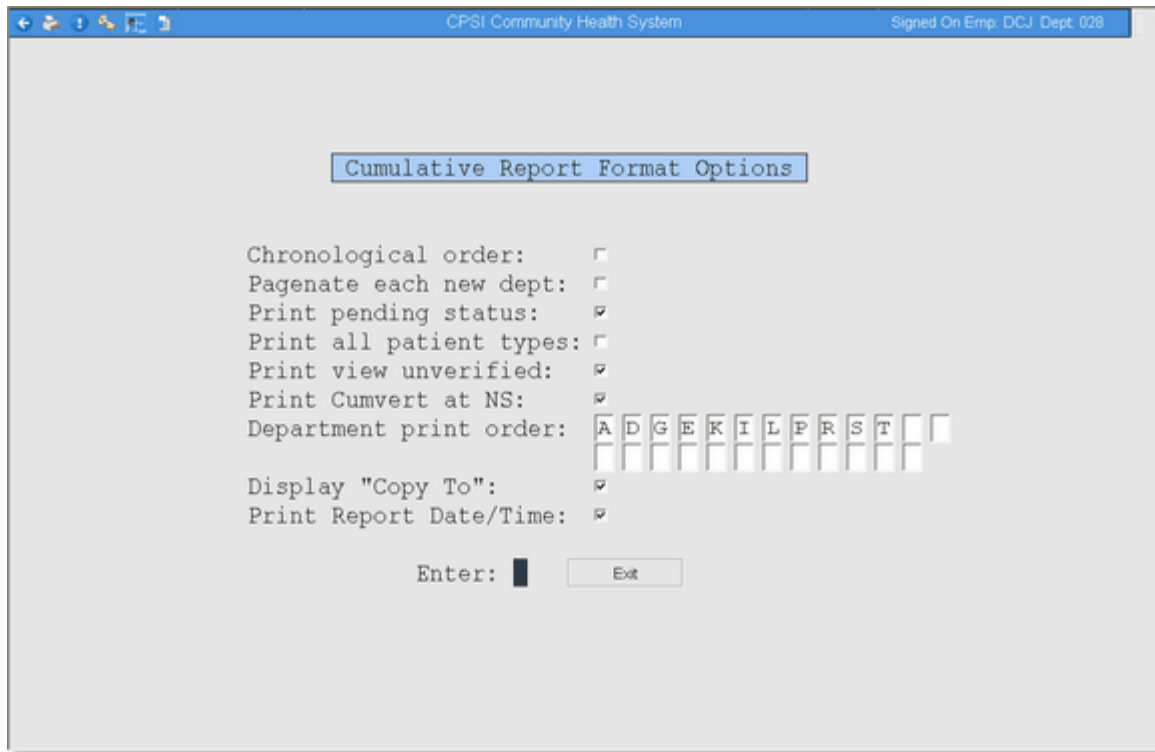 CPSI Community Health System Signed On Emp: DCJ Dept: 028
Cumulative Report Format Options
Chronological order:
Pagenate each new dept:
Print pending status:
Print all patient types:
Print view unverified:
Print Cumvert at NS:
Department print order: A D G E K I L P R S T
Display "Copy To":
Print Report Date/Time:
Enter: Exit